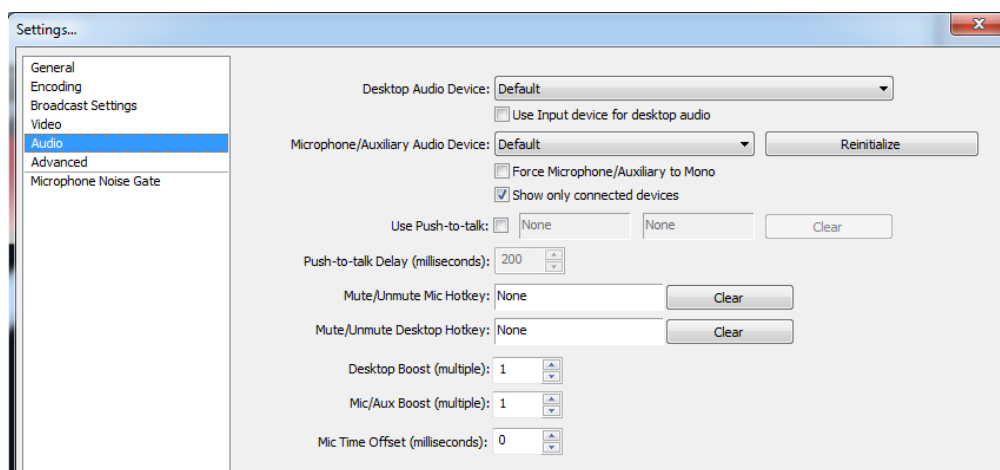 Settings...
General
Encoding
Broadcast Settings
Video
Audio
Advanced
Microphone Noise Gate
Desktop Audio Device: Default
Use Input device for desktop audio
Microphone/Auxiliary Audio Device: Default Reinitialize
Force Microphone/Auxiliary to Mono
Show only connected devices
Use Push-to-talk: None None Clear
Push-to-talk Delay (milliseconds): 200
Mute/Unmute Mic Hotkey: None Clear
Mute/Unmute Desktop Hotkey: None Clear
Desktop Boost (multiple): 1
Mic/Aux Boost (multiple): 1
Mic Time Offset (milliseconds): 0